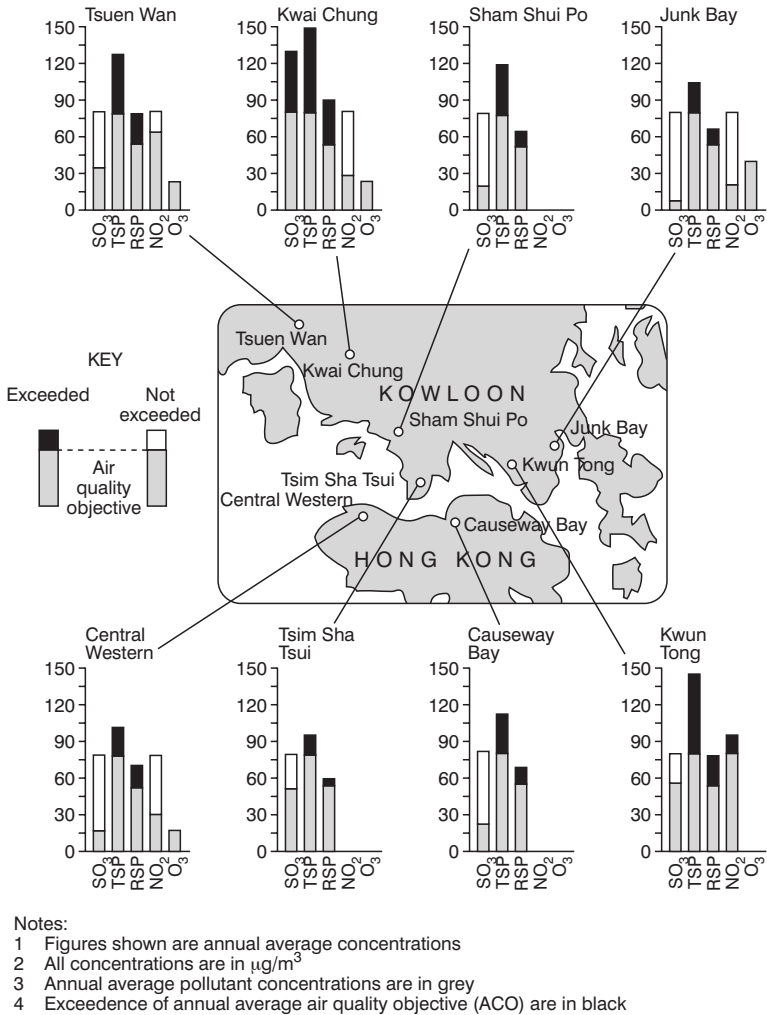 Tsuen Wan
150
120
90
60
30
0
SO3
TSP
RSP
NO2
O3
Kwai Chung
150
120
90
60
30
0
SO3
TSP
RSP
NO2
O3
Sham Shui Po
150
120
90
60
30
0
SO3
TSP
RSP
NO2
O3
Junk Bay
150
120
90
60
30
0
SO3
TSP
RSP
NO2
O3
KEY
Exceeded
Not
exceeded
Air
quality
objective
Tsuen Wan
Kwai Chung
KOWLOON
Sham Shui Po
Junk Bay
Kwun Tong
Tsim Sha Tsui
Central Western
Causeway Bay
HONG KONG
Central
Western
150
120
90
60
30
0
SO3
TSP
RSP
NO2
O3
Tsim Sha
Tsui
150
120
90
60
30
0
SO3
TSP
RSP
NO2
O3
Causeway
Bay
150
120
90
60
30
0
SO3
TSP
RSP
NO2
O3
Kwun
Tong
150
120
90
60
30
0
SO3
TSP
RSP
NO2
O3
Notes:
1 Figures shown are annual average concentrations
2 All concentrations are in μg/m3
3 Annual average pollutant concentrations are in grey
4 Exceedence of annual average air quality objective (ACO) are in black